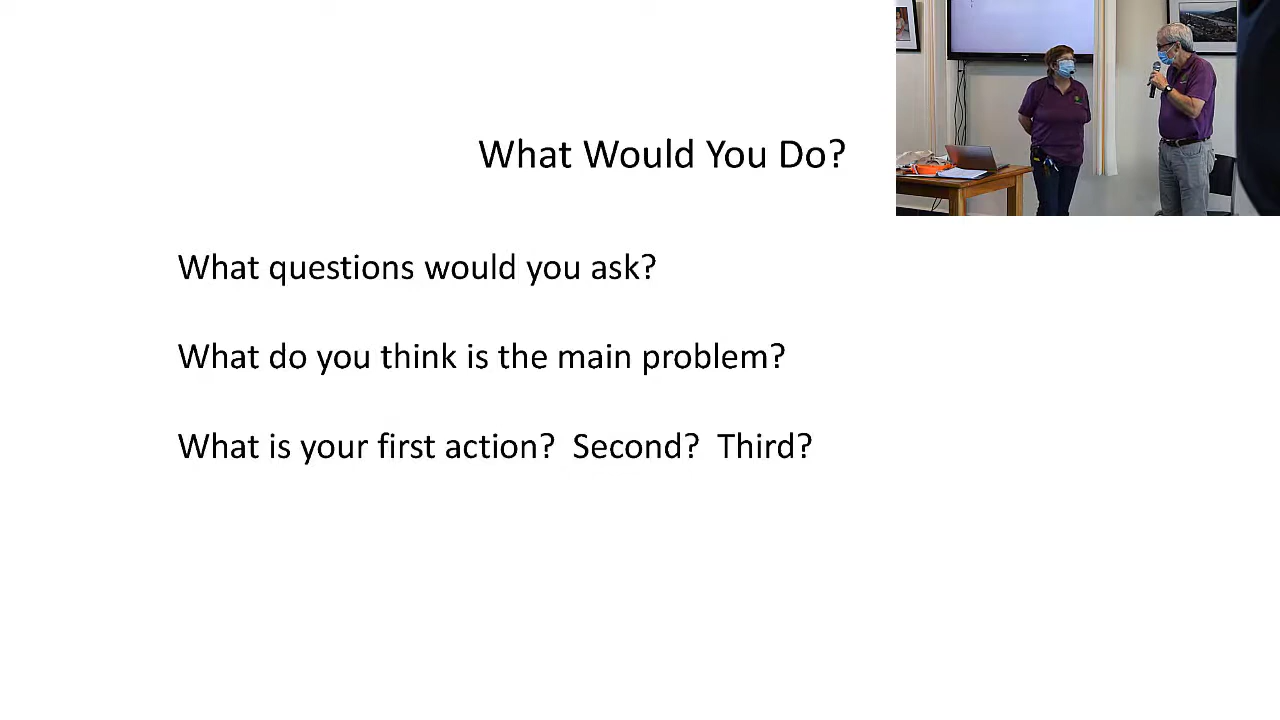 What Would You Do?
What questions would you ask?
What do you think is the main problem?
What is your first action?  Second?  Third?